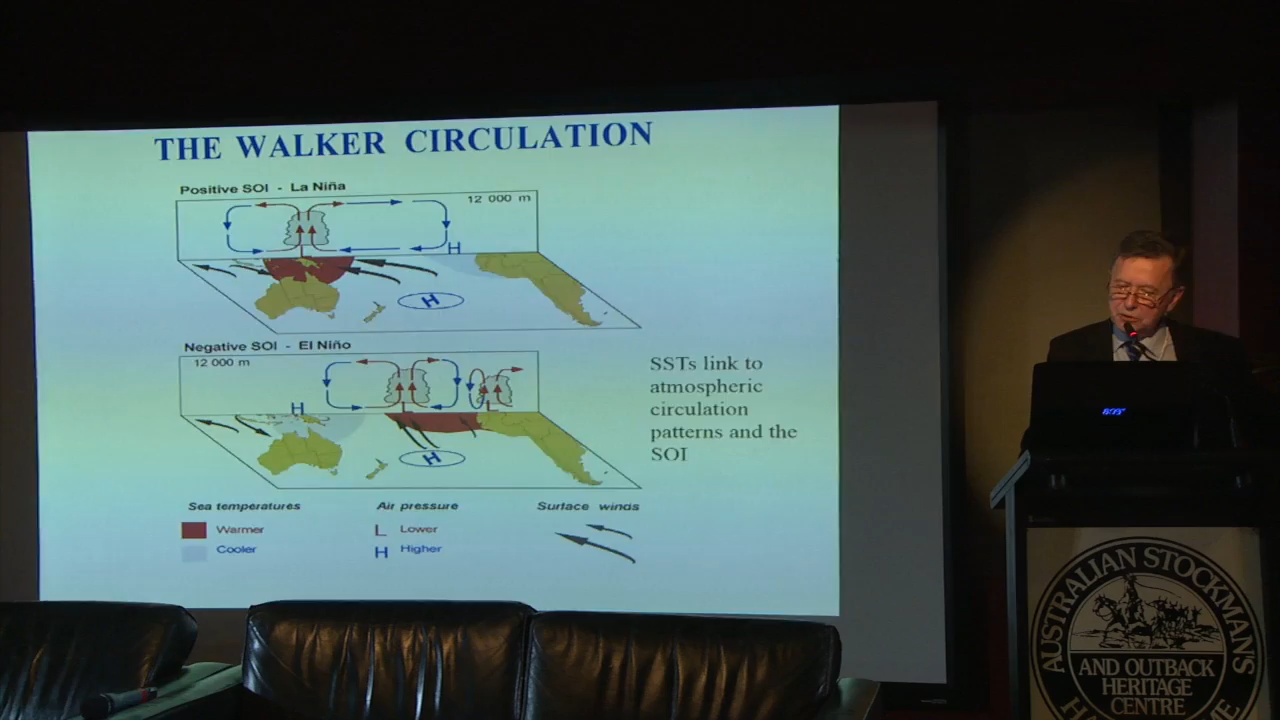 THE WALKER CIRCULATION
Positive SOI - La Niña
12 000 m
H
H
Negative SOI - El Niño
12 000 m
H
L
L
H
SSTs link to
atmospheric
circulation
patterns and the
SOI
Sea temperatures
Air pressure
Surface winds
Warmer
L Lower
Cooler
H Higher
AUSTRALIAN STOCKMAN'S
AND OUTBACK
HERITAGE
CENTRE